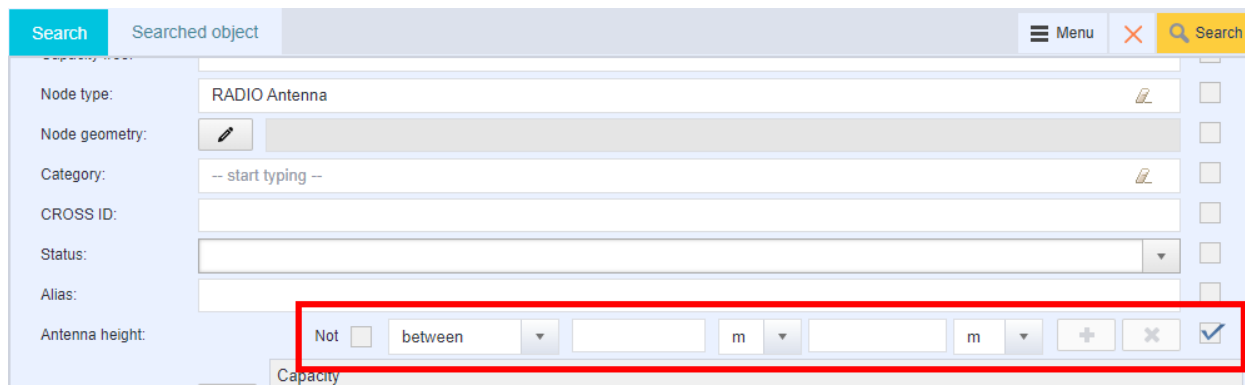 Search Searched object Menu Search
Node type: RADIO Antenna
Node geometry:
Category: -- start typing --
CROSS ID:
Status:
Alias:
Antenna height: Not between m m
Capacity